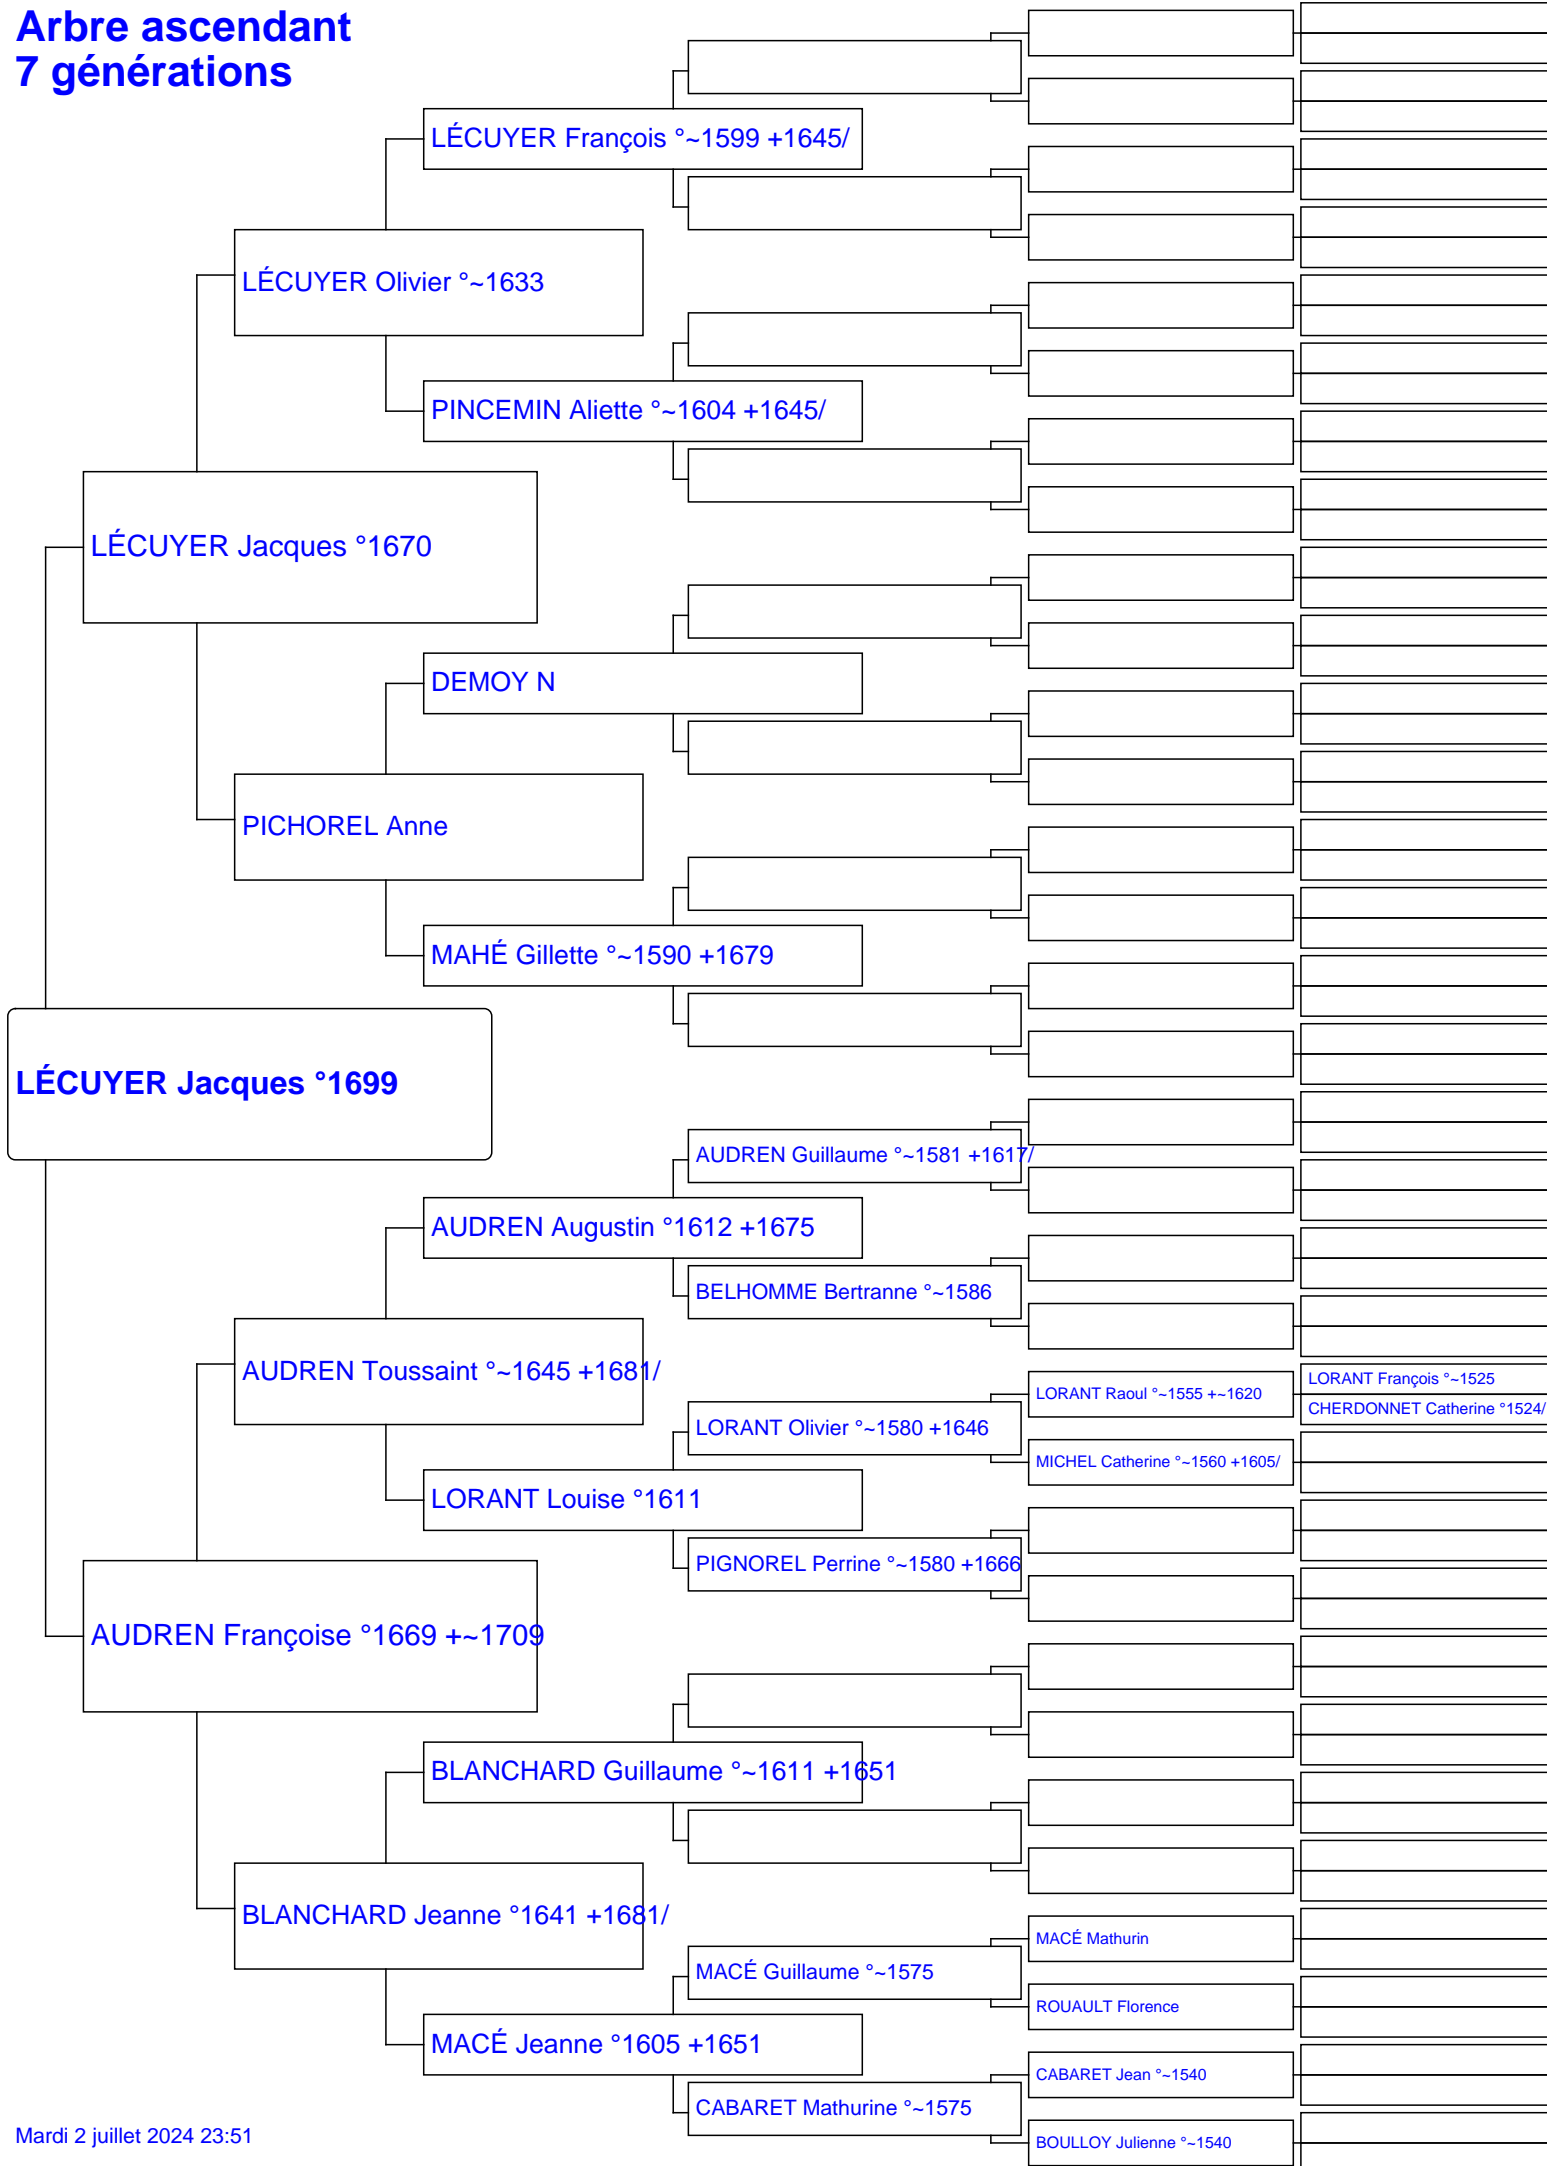 Arbre ascendant
7 générations
LÉCUYER François °~1599 +1645/
LÉCUYER Olivier °~1633
PINCEMIN Aliette °~1604 +1645/
LÉCUYER Jacques °1670
DEMOY N
PICHOREL Anne
MAHÉ Gillette °~1590 +1679
LÉCUYER Jacques °1699
AUDREN Guillaume °~1581 +1617/
AUDREN Augustin °1612 +1675
BELHOMME Bertranne °~1586
AUDREN Toussaint °~1645 +1681/
LORANT François °~1525
LORANT Raoul °~1555 +~1620
CHERDONNET Catherine °1524/
LORANT Olivier °~1580 +1646
MICHEL Catherine °~1560 +1605/
LORANT Louise °1611
PIGNOREL Perrine °~1580 +1666
AUDREN Françoise °1669 +~1709
BLANCHARD Guillaume °~1611 +1651
BLANCHARD Jeanne °1641 +1681/
MACÉ Mathurin
MACÉ Guillaume °~1575
ROUAULT Florence
MACÉ Jeanne °1605 +1651
CABARET Jean °~1540
CABARET Mathurine °~1575
BOULLOY Julienne °~1540
Mardi 2 juillet 2024 23:51